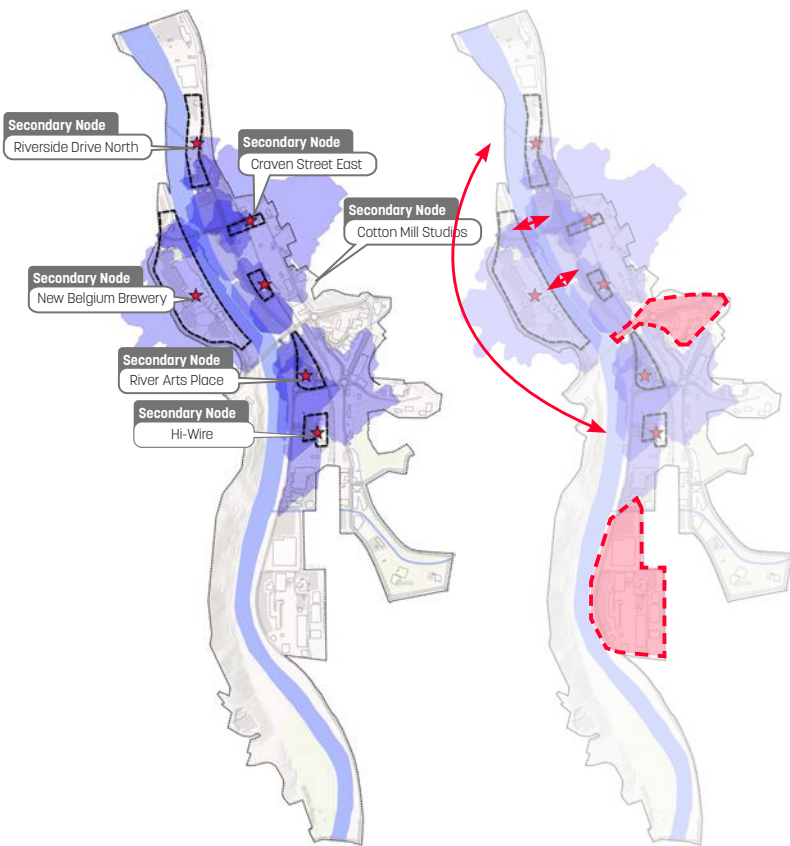 Secondary Node
Riverside Drive North
Secondary Node
Craven Street East
Secondary Node
Cotton Mill Studios
Secondary Node
New Belgium Brewery
Secondary Node
River Arts Place
Secondary Node
Hi-Wire